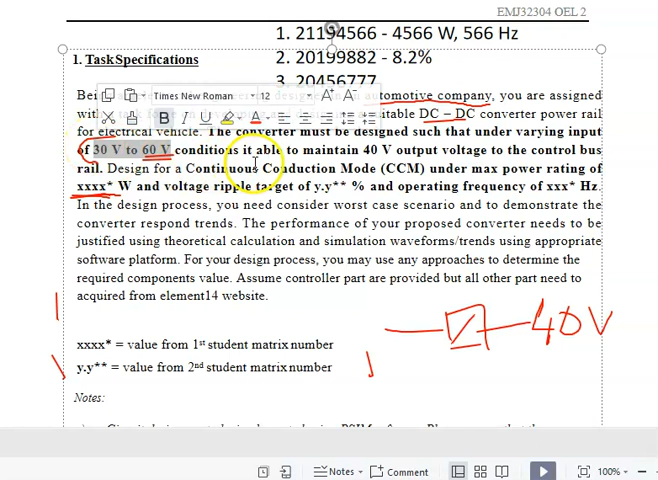 EMJ32304 OEL 2
1. 21194566 - 4566 W, 566 Hz
2. 20199882 - 8.2%
3. 20456777
1. Task Specifications
Times New Roman 12
automotive company, you are assigned
suitable DC – DC converter power rail
for electrical vehicle. The converter must be designed such that under varying input
of 30 V to 60 V conditions it able to maintain 40 V output voltage to the control bus
rail. Design for a Continuous Conduction Mode (CCM) under max power rating of
xxxx* W and voltage ripple target of y.y** % and operating frequency of xxx* Hz.
In the design process, you need consider worst case scenario and to demonstrate the
converter respond trends. The performance of your proposed converter needs to be
justified using theoretical calculation and simulation waveforms/trends using appropriate
software platform. For your design process, you may use any approaches to determine the
required components value. Assume controller part are provided but all other part need to
acquired from element14 website.
40V
xxxx* = value from 1st student matrix number
y.y** = value from 2nd student matrix number
Notes:
Notes Comment 100%